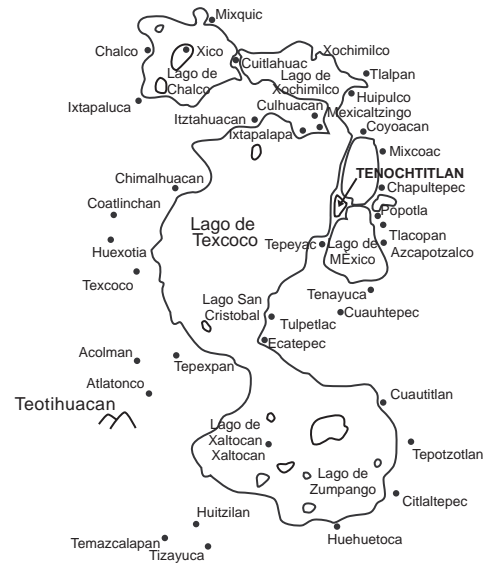 Mixquic
Chalco
Xico
Cuitlahuac
Xochimilco
Lago de
Chalco
Lago de
Xochimilco
Tlalpan
Ixtapaluca
Huipulco
Culhuacan
Mexicaltzingo
Itztahuacan
Ixtapalapa
Coyoacan
Mixcoac
TENOCHTITLAN
Chimalhuacan
Chapultepec
Coatlinchan
Popotla
Lago de
Texcoco
Tlacopan
Huexotia
Tepeyac
Lago de
MÈxico
Azcapotzalco
Texcoco
Tenayuca
Lago San
Cristobal
Cuauhtepec
Tulpetlac
Ecatepec
Acolman
Tepexpan
Atlatonco
Teotihuacan
Cuautitlan
Lago de
Xaltocan
Xaltocan
Tepotzotlan
Lago de
Zumpango
Citlaltepec
Huitzilan
Huehuetoca
Temazcalapan
Tizayuca